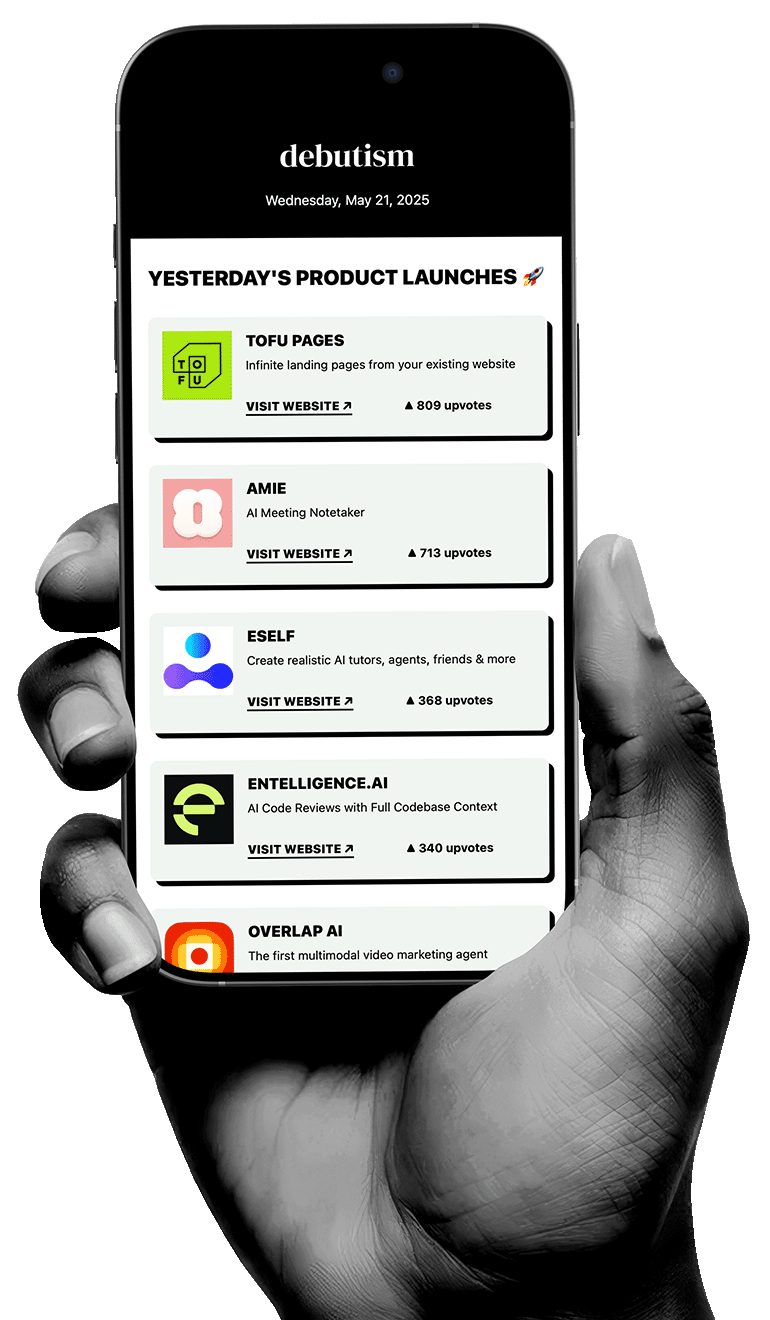 debutism
Wednesday, May 21, 2025
YESTERDAY'S PRODUCT LAUNCHES 🚀
TOFU PAGES
TO
FU
Infinite landing pages from your existing website
VISIT WEBSITE ↗ ▲ 809 upvotes
AMIE
AI Meeting Notetaker
VISIT WEBSITE ↗ ▲ 713 upvotes
ESELF
Create realistic AI tutors, agents, friends & more
VISIT WEBSITE ↗ ▲ 368 upvotes
ENTELLIGENCE.AI
AI Code Reviews with Full Codebase Context
VISIT WEBSITE ↗ ▲ 340 upvotes
OVERLAP AI
The first multimodal video marketing agent